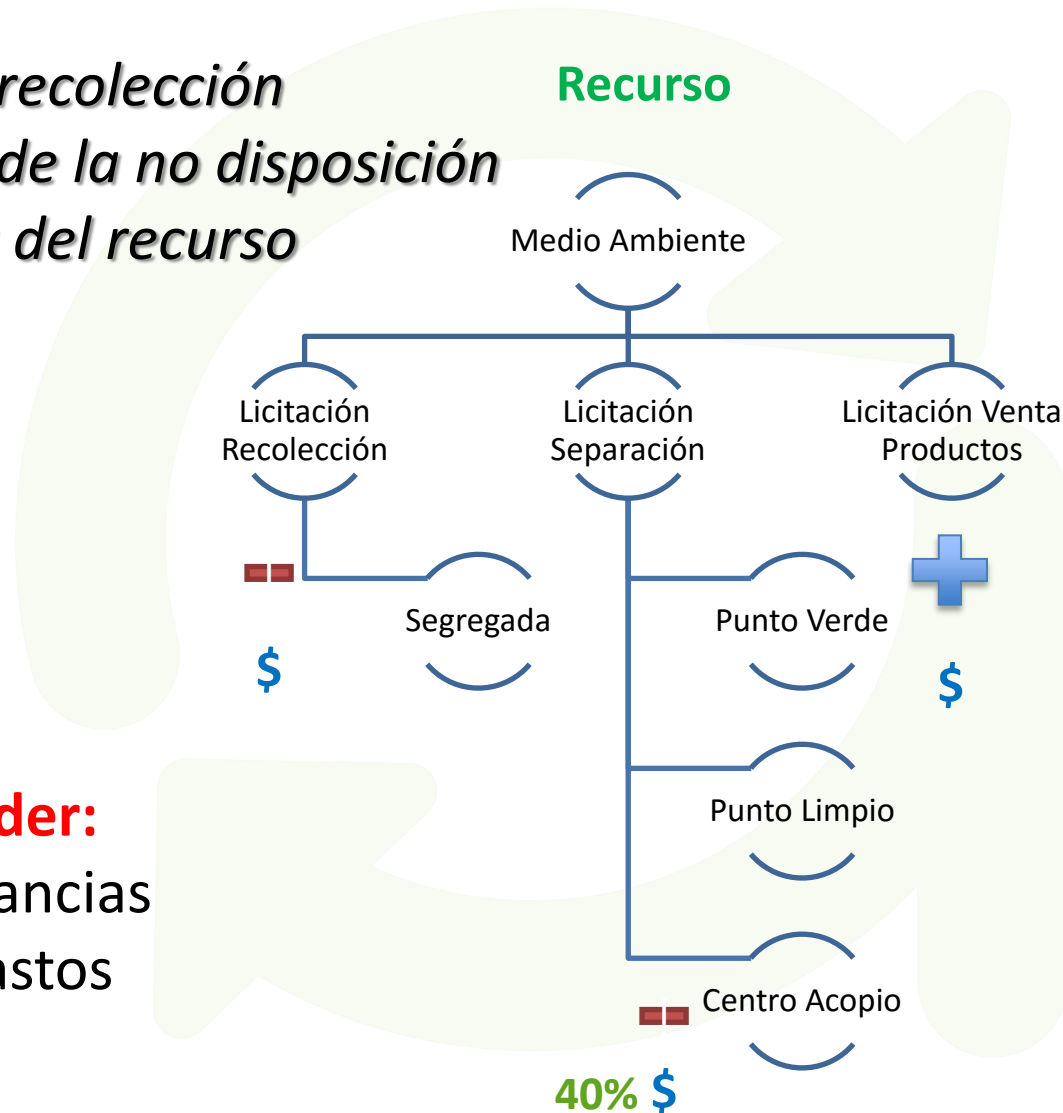 recolección
de la no disposición
del recurso
Recurso
Medio Ambiente
Licitación
Recolección
Licitación
Separación
Licitación Venta
Productos
$
Segregada
Punto Verde
$
Punto Limpio
Centro Acopio
40% $
der:
ancias
astos